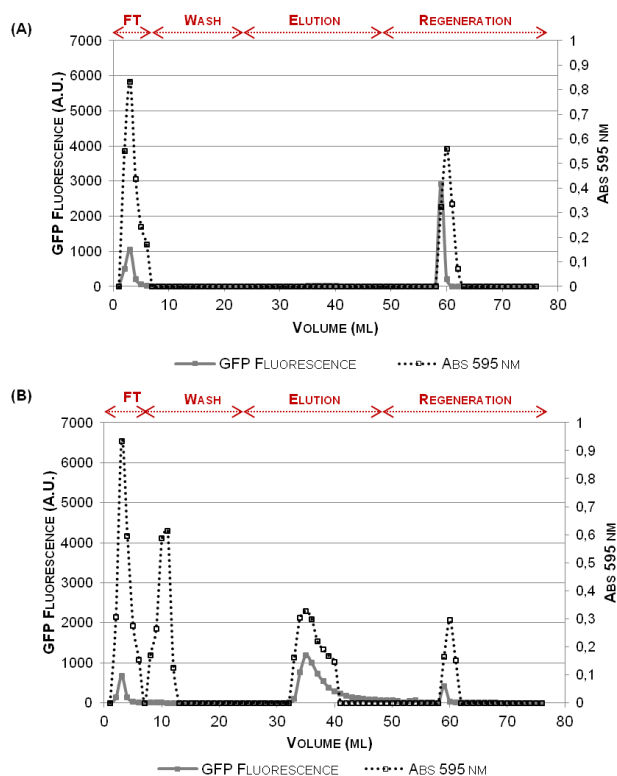 (A)
FT WASH ELUTION REGENERATION
7000
6000
5000
4000
3000
2000
1000
0
GFP FLUORESCENCE (A.U.)
1
0,9
0,8
0,7
0,6
0,5
0,4
0,3
0,2
0,1
0
ABS 595 NM
0 10 20 30 40 50 60 70 80
VOLUME (ML)
GFP FLUORESCENCE ABS 595 NM
(B)
FT WASH ELUTION REGENERATION
7000
6000
5000
4000
3000
2000
1000
0
GFP FLUORESCENCE (A.U.)
1
0,9
0,8
0,7
0,6
0,5
0,4
0,3
0,2
0,1
0
ABS 595 NM
0 10 20 30 40 50 60 70 80
VOLUME (ML)
GFP FLUORESCENCE ABS 595 NM